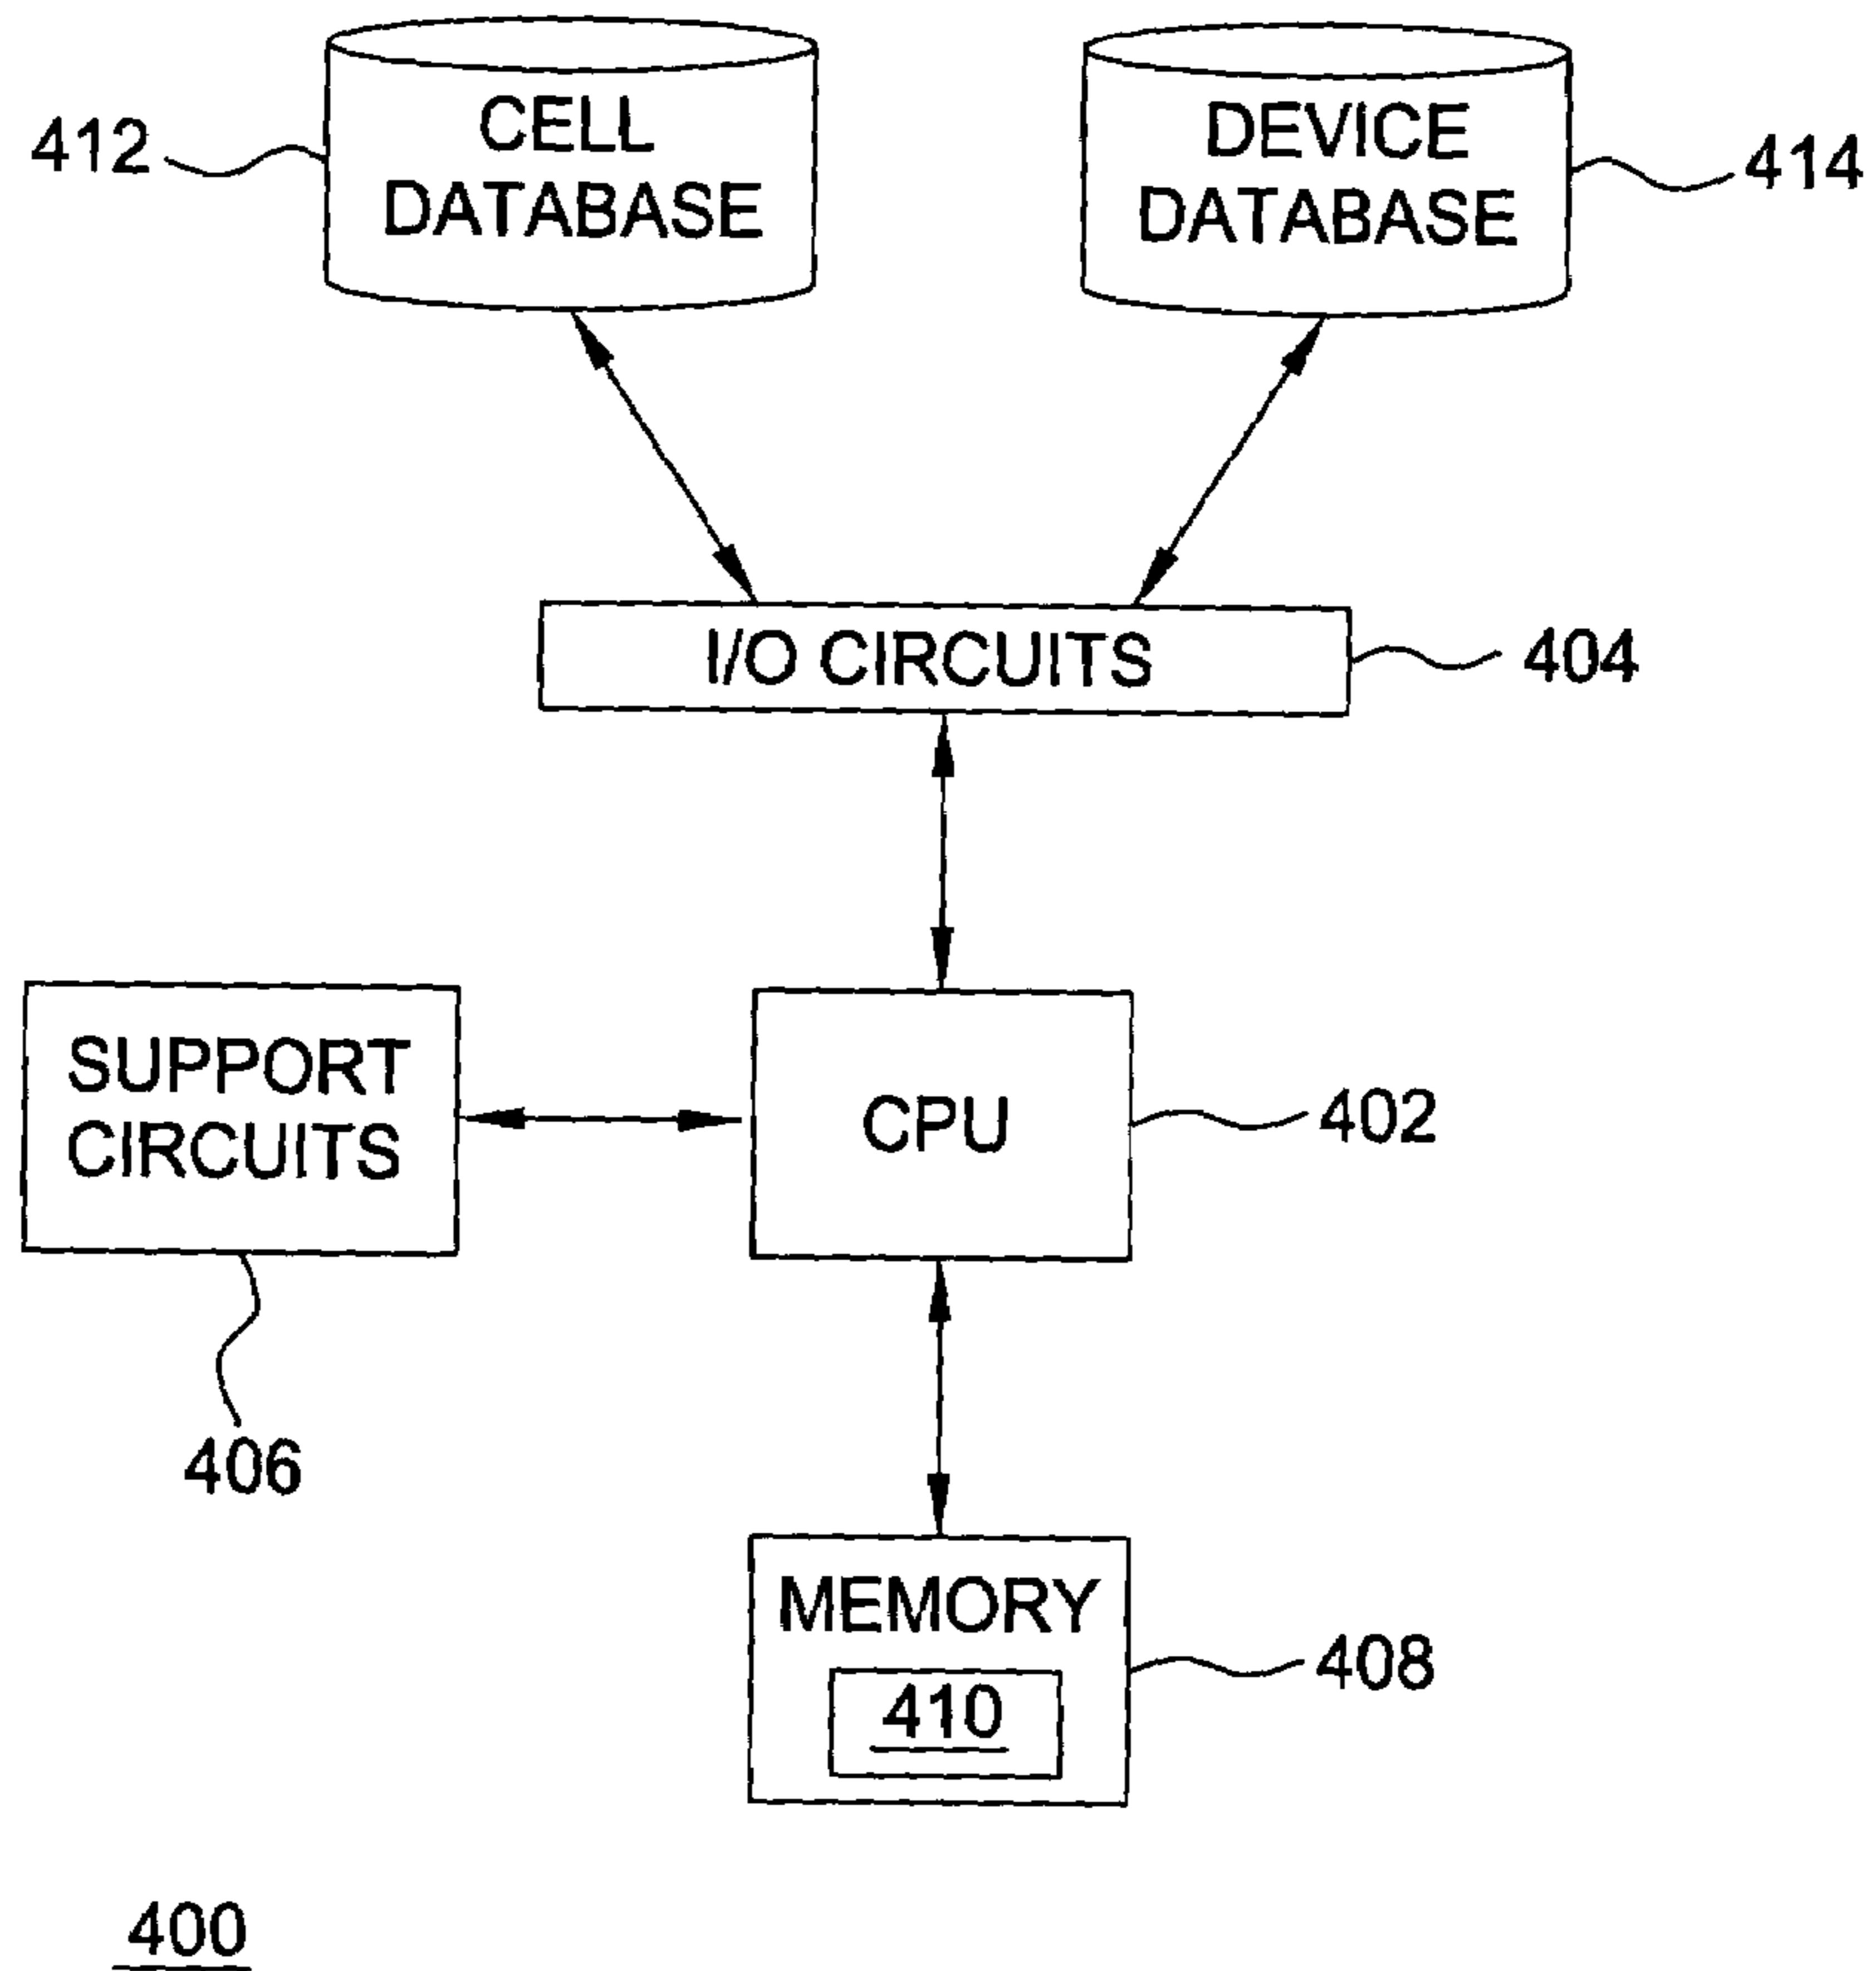 CELL
DATABASE
412
DEVICE
DATABASE
414
I/O CIRCUITS
404
SUPPORT
CIRCUITS
406
CPU
402
MEMORY
410
408
400